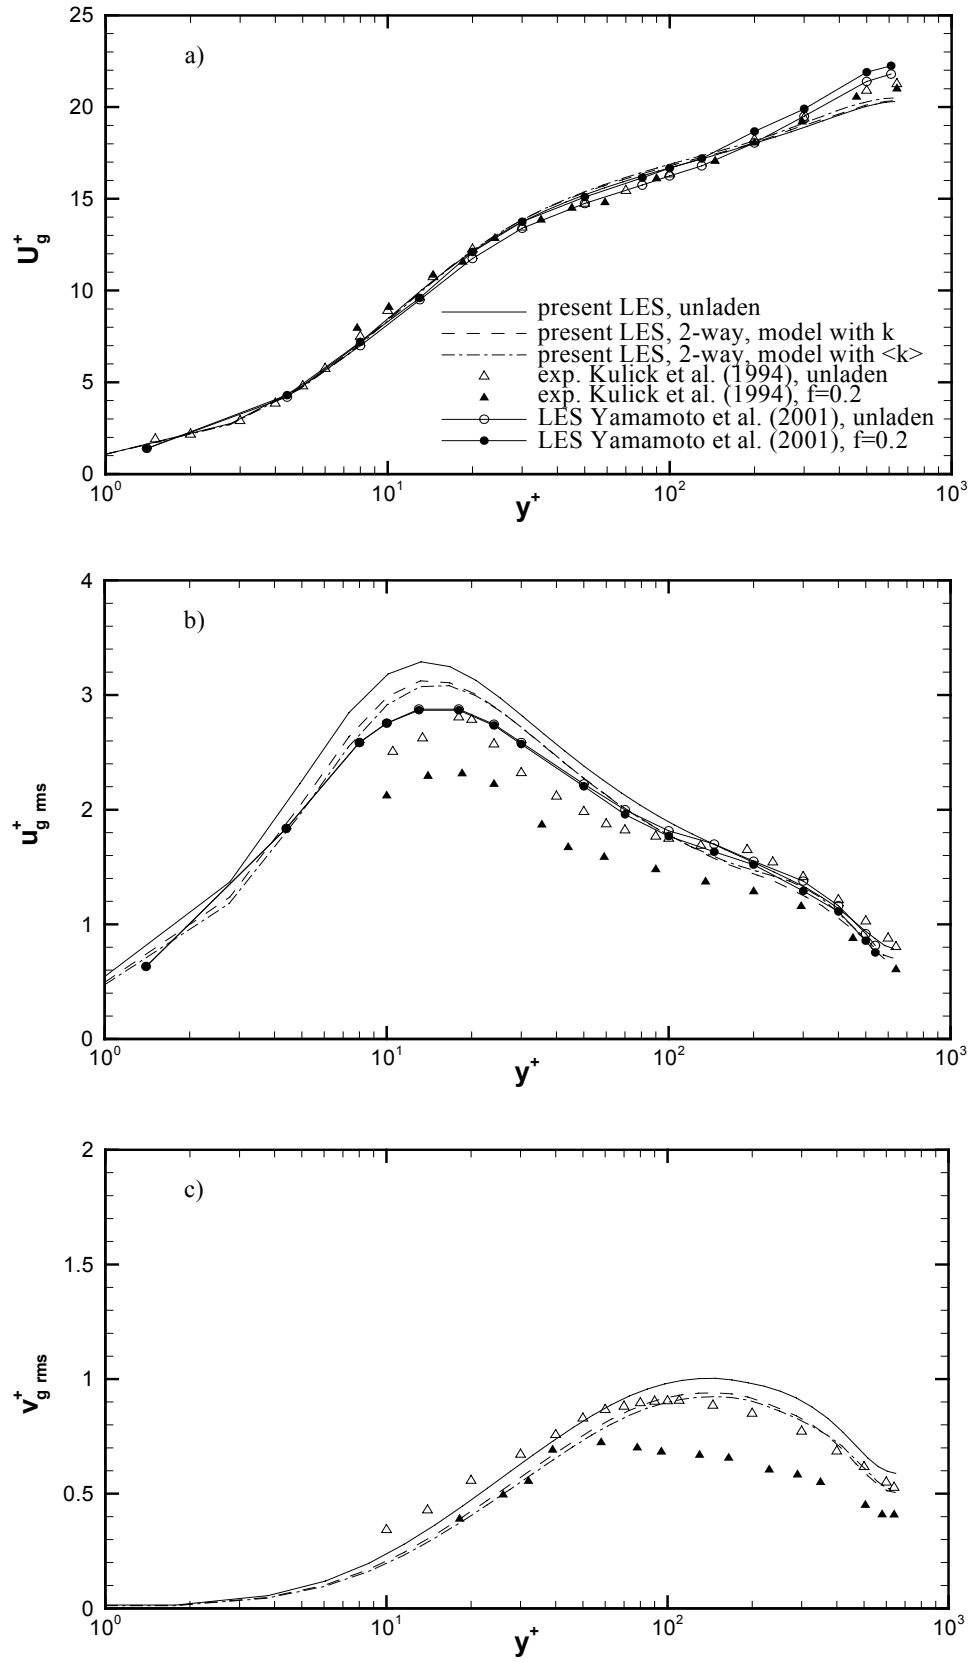 25
a)
20
15
U_g^+
10
present LES, unladen
present LES, 2-way, model with k
present LES, 2-way, model with <k>
exp. Kulick et al. (1994), unladen
exp. Kulick et al. (1994), f=0.2
LES Yamamoto et al. (2001), unladen
LES Yamamoto et al. (2001), f=0.2
5
0
10^0 10^1 10^2 10^3
y^+
4
b)
3
u_g^+ rms
2
1
0
10^0 10^1 10^2 10^3
y^+
2
c)
1.5
v_g^+ rms
1
0.5
0
10^0 10^1 10^2 10^3
y^+